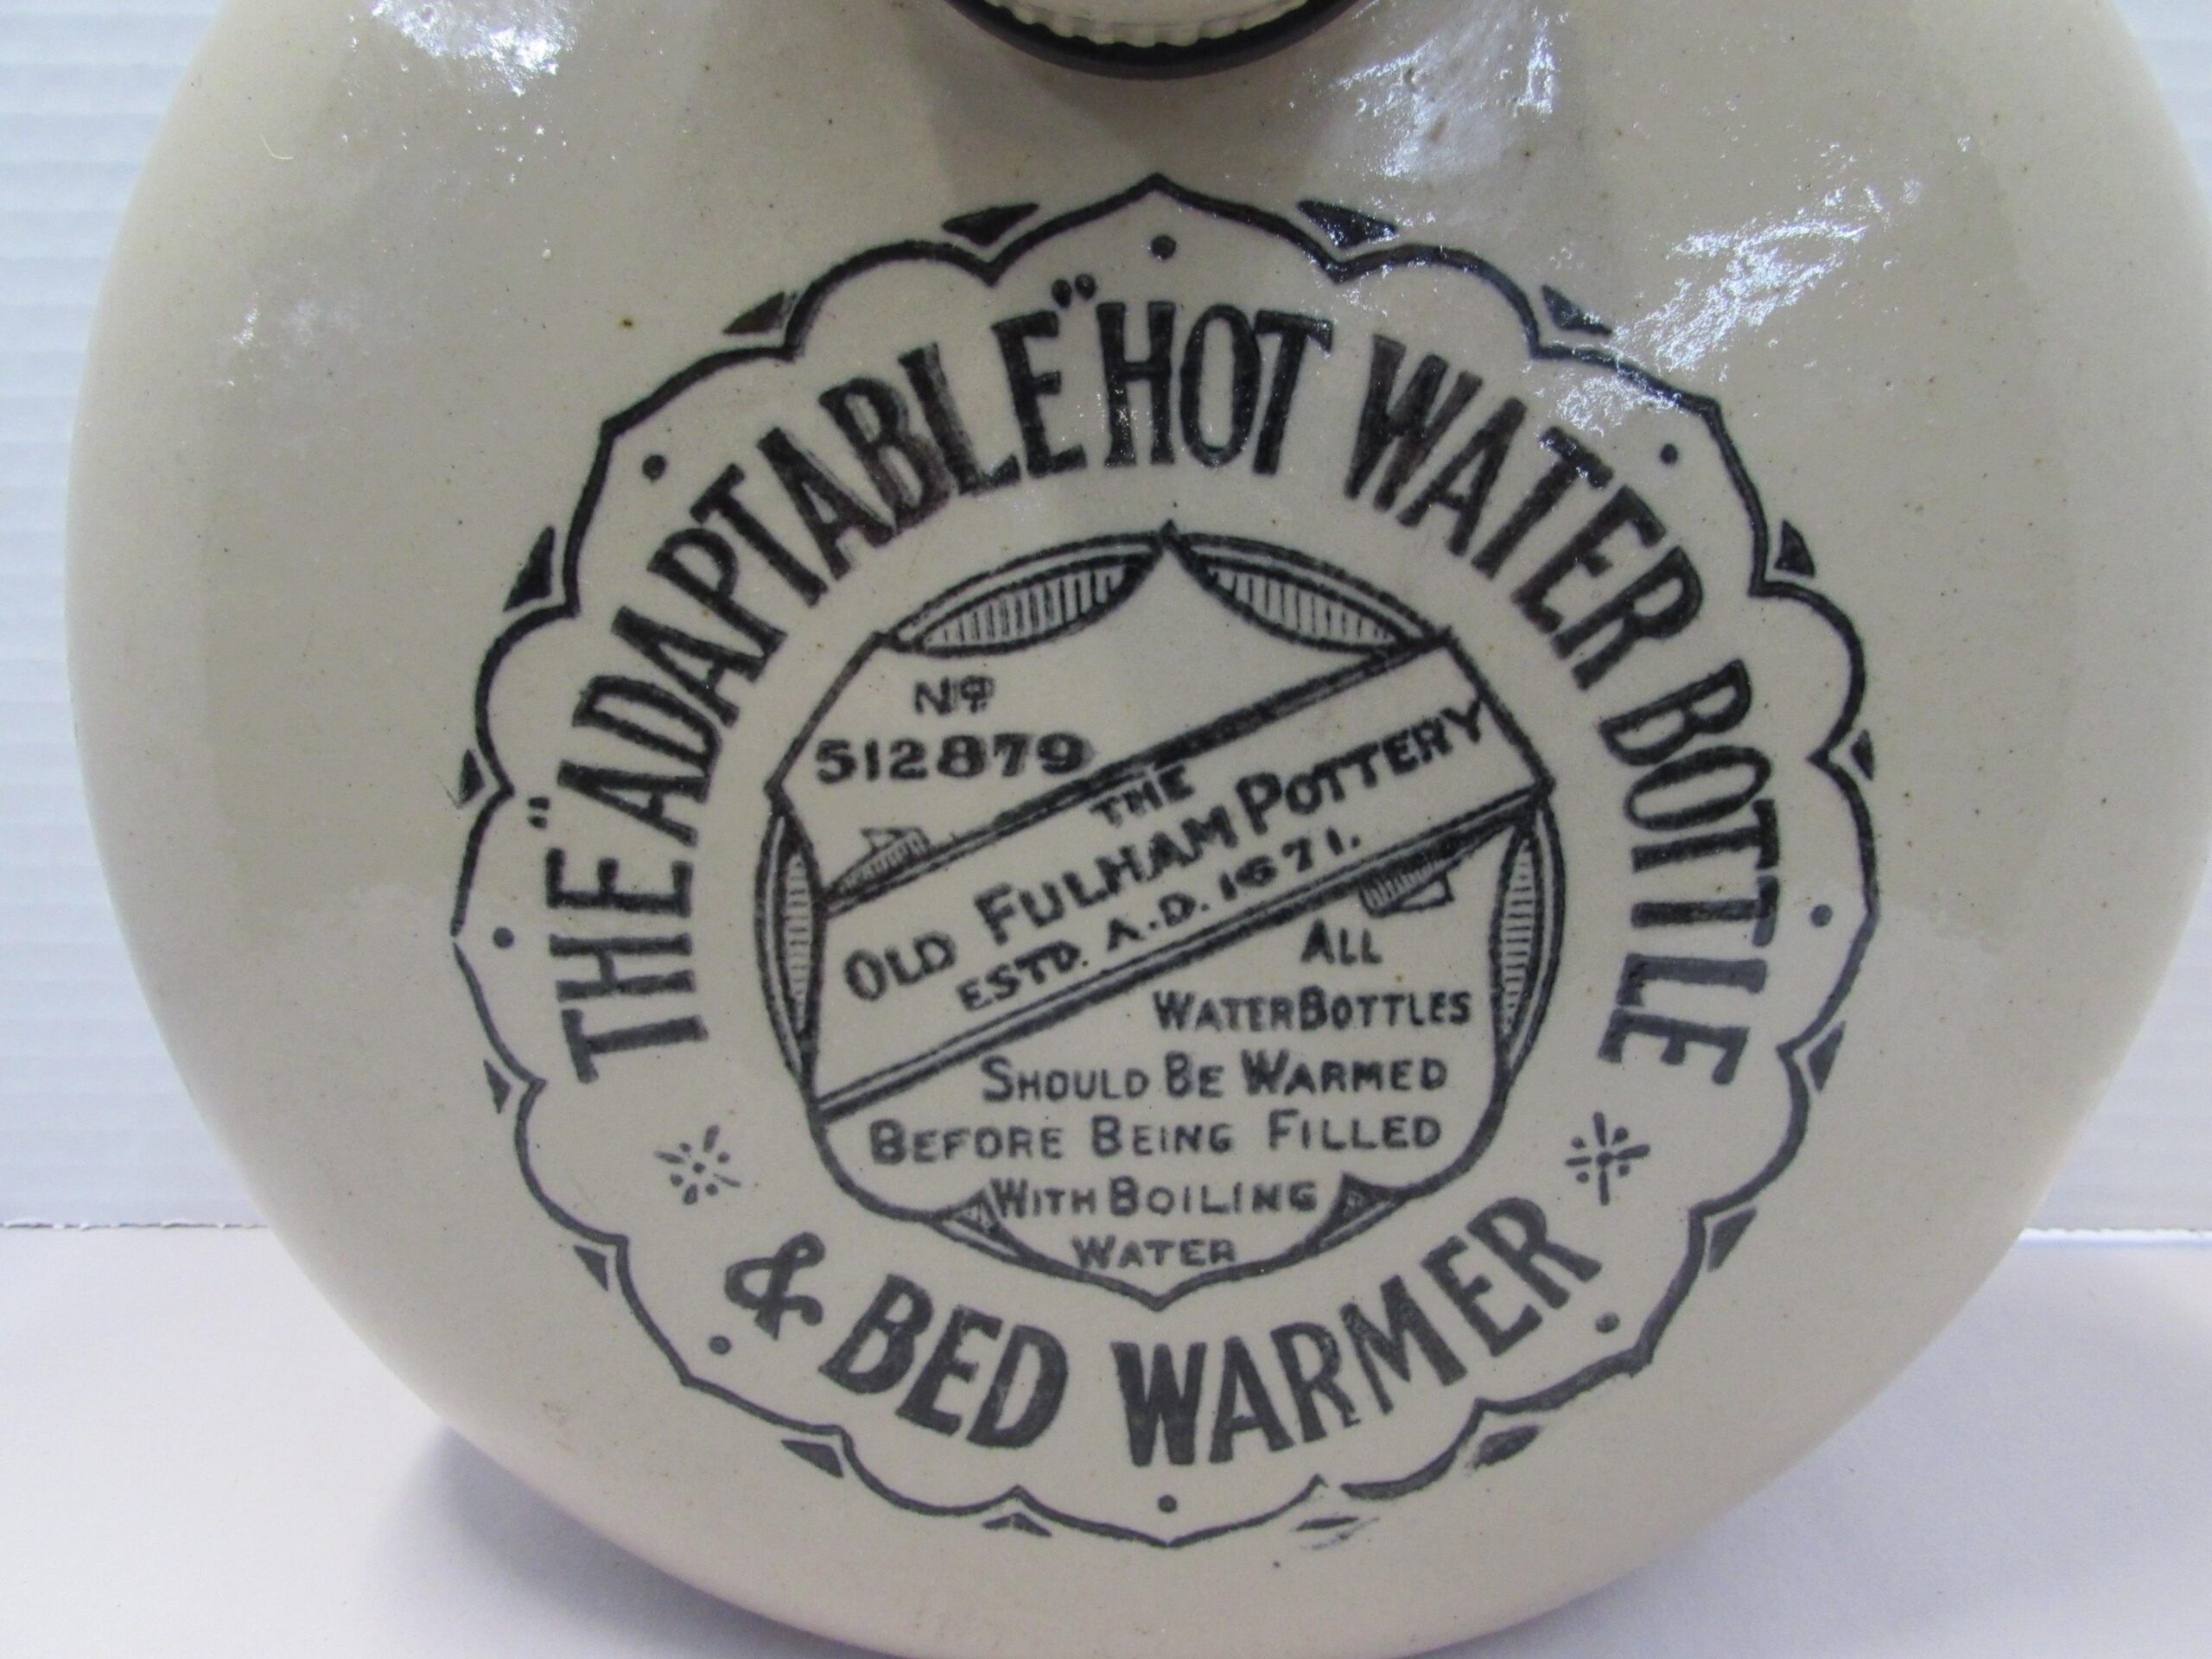 THE "ADAPTABLE" HOT WATER BOTTLE
& BED WARMER
No
512879
THE
OLD FULHAM POTTERY
ESTD. A.D. 1671.
ALL
WATER BOTTLES
SHOULD BE WARMED
BEFORE BEING FILLED
WITH BOILING
WATER